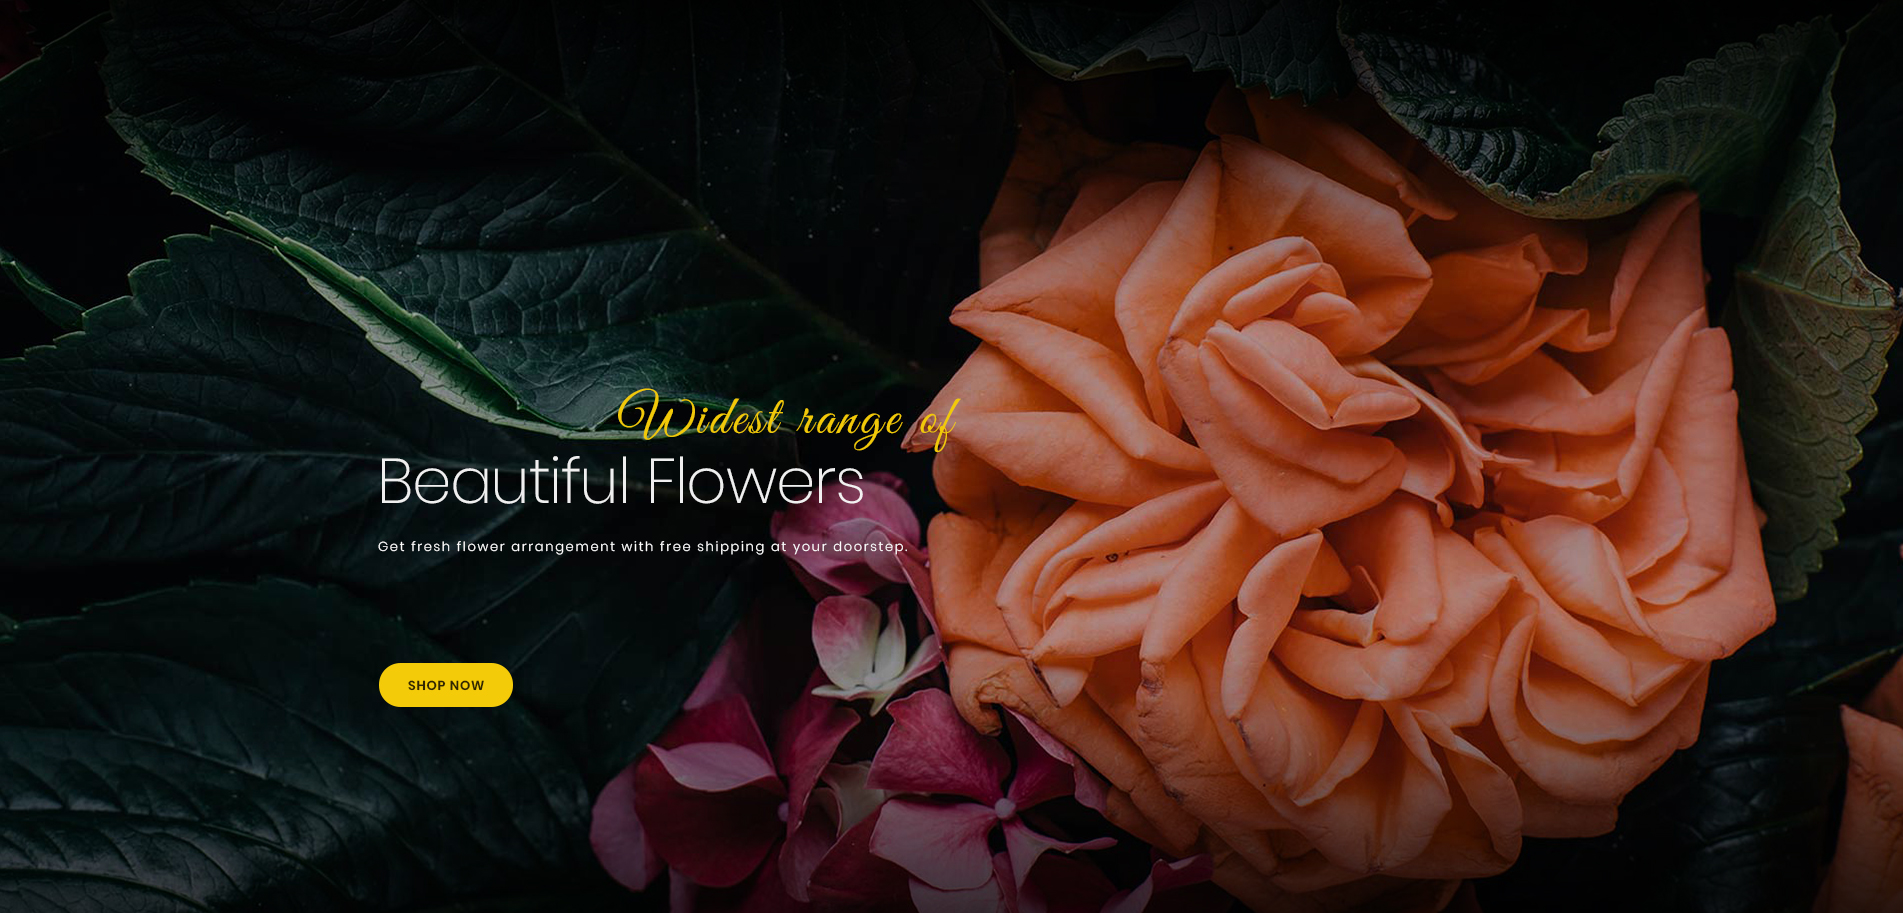 Widest range of
Beautiful Flowers
Get fresh flower arrangement with free shipping at your doorstep.
SHOP NOW